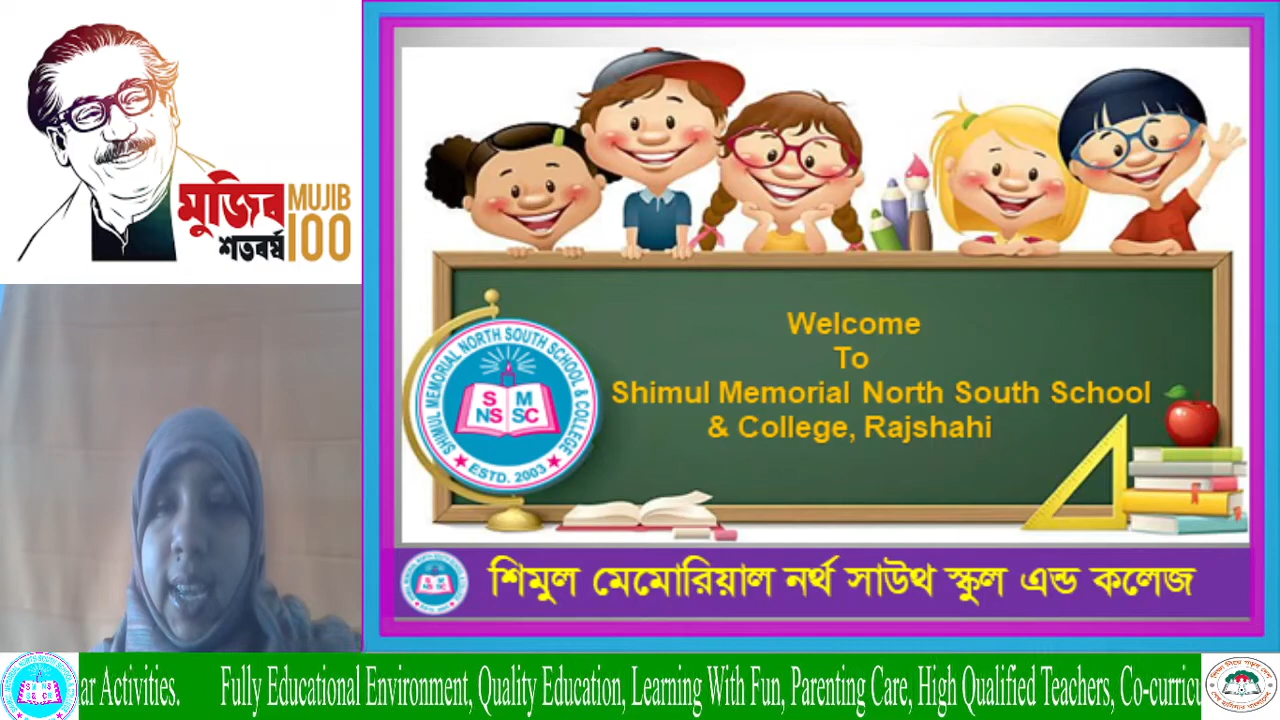 মুজিব
শতবর্ষ
MUJIB
100
Welcome
To
Shimul Memorial North South School
& College, Rajshahi
SHIMUL MEMORIAL NORTH SOUTH SCHOOL & COLLEGE
S M
NS SC
ESTD. 2003
শিমুল মেমোরিয়াল নর্থ সাউথ স্কুল এন্ড কলেজ
ar Activities. Fully Educational Environment, Quality Education, Learning With Fun, Parenting Care, High Qualified Teachers, Co-curricu